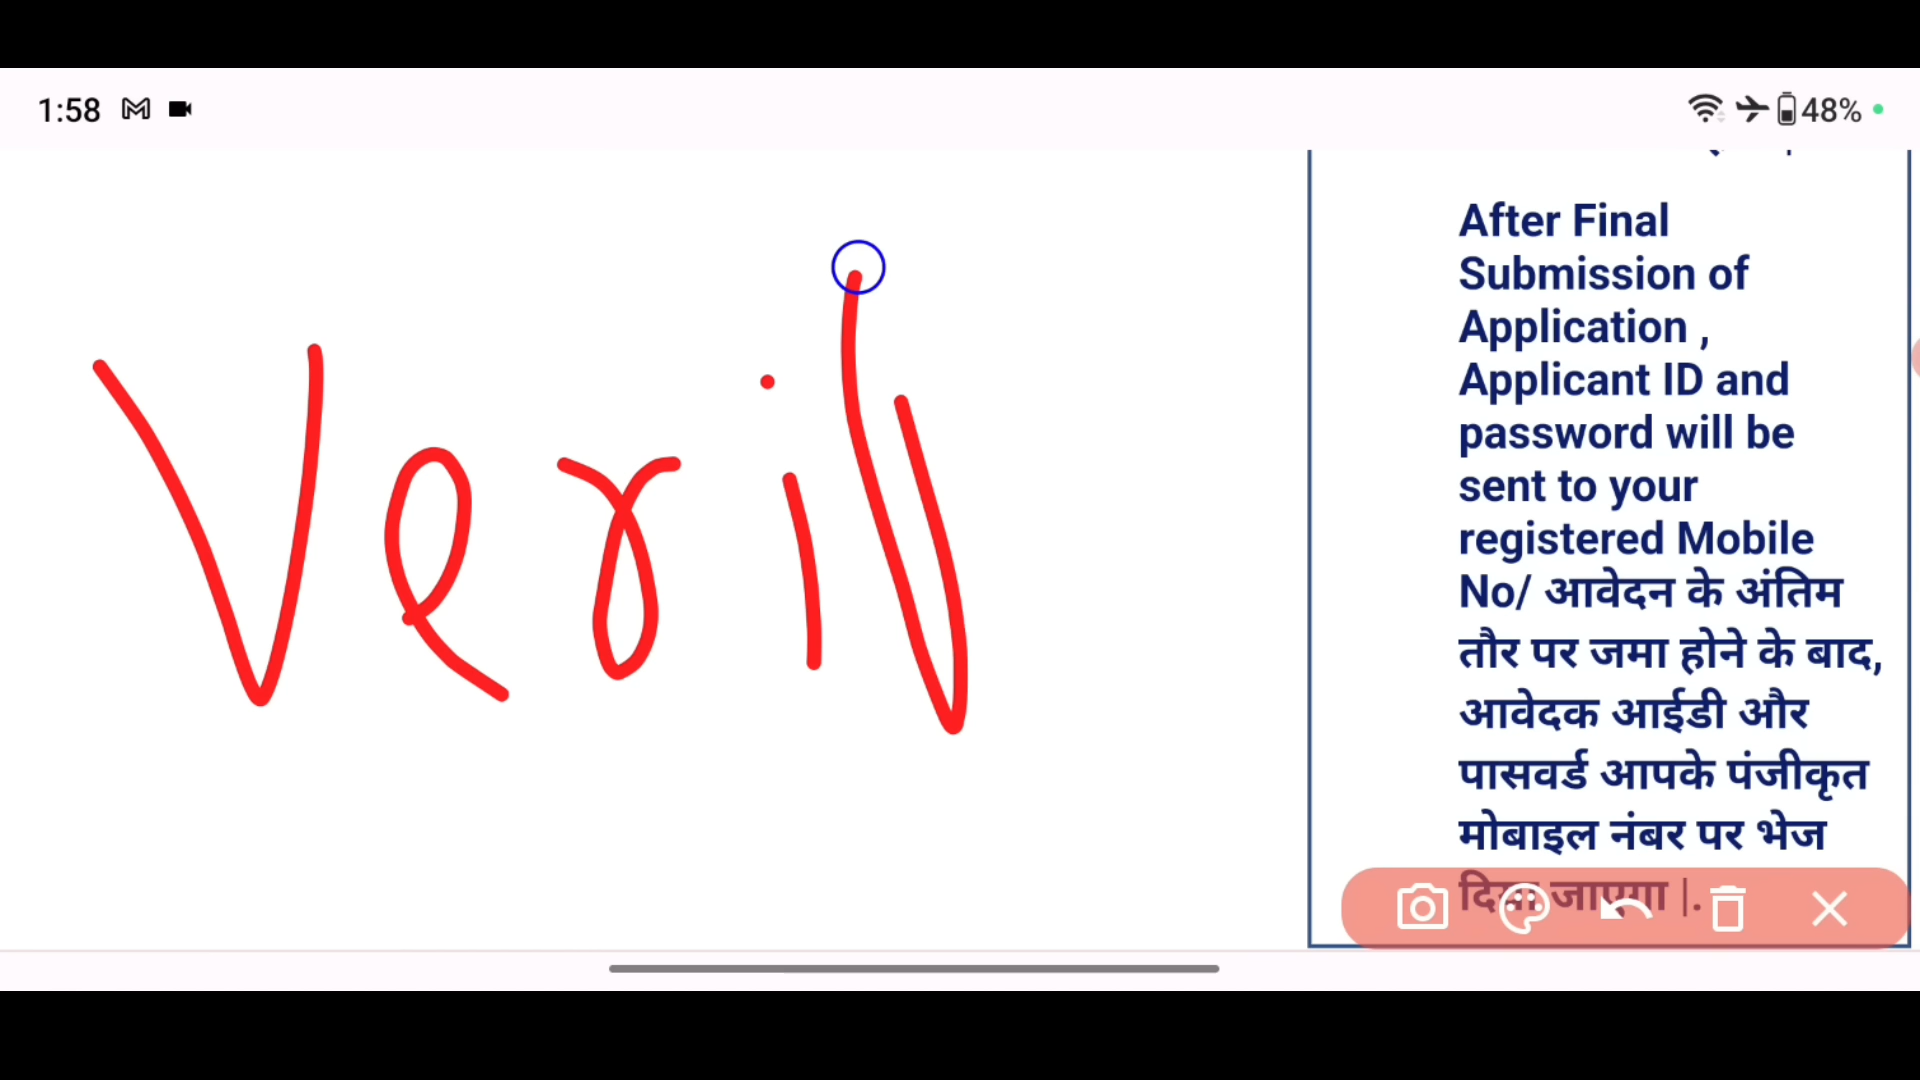 1:58
48%
Verif
After Final
Submission of
Application ,
Applicant ID and
password will be
sent to your
registered Mobile
No/ आवेदन के अंतिम
तौर पर जमा होने के बाद,
आवेदक आईडी और
पासवर्ड आपके पंजीकृत
मोबाइल नंबर पर भेज
दिया जाएगा |.